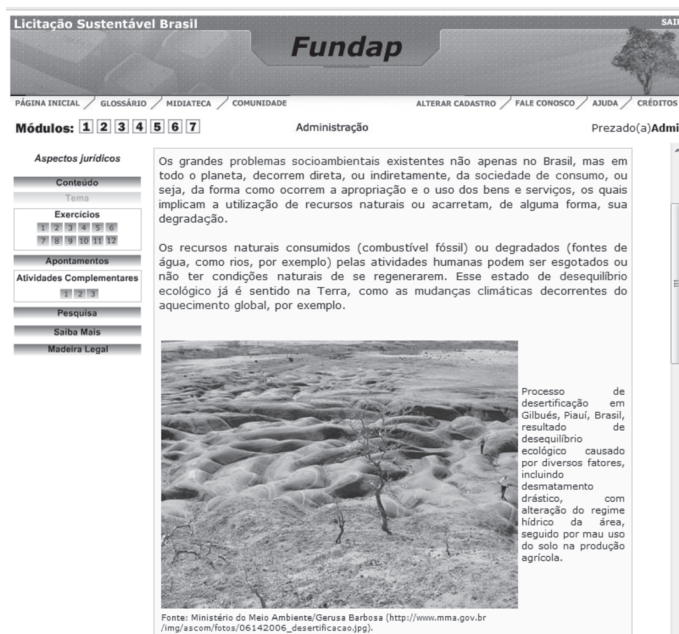 Licitação Sustentável Brasil
SAI
Fundap
PÁGINA INICIAL / GLOSSÁRIO / MIDIATECA / COMUNIDADE
ALTERAR CADASTRO / FALE CONOSCO / AJUDA / CRÉDITOS
Módulos: 1 2 3 4 5 6 7
Administração
Prezado(a)Admi
Aspectos jurídicos
Conteúdo
Tema
Exercícios
1 2 3 4 5 6
7 8 9 10 11 12
Apontamentos
Atividades Complementares
1 2 3
Pesquisa
Saiba Mais
Madeira Legal
Os grandes problemas socioambientais existentes não apenas no Brasil, mas em
todo o planeta, decorrem direta, ou indiretamente, da sociedade de consumo, ou
seja, da forma como ocorrem a apropriação e o uso dos bens e serviços, os quais
implicam a utilização de recursos naturais ou acarretam, de alguma forma, sua
degradação.
Os recursos naturais consumidos (combustível fóssil) ou degradados (fontes de
água, como rios, por exemplo) pelas atividades humanas podem ser esgotados ou
não ter condições naturais de se regenerarem. Esse estado de desequilíbrio
ecológico já é sentido na Terra, como as mudanças climáticas decorrentes do
aquecimento global, por exemplo.
Processo de
desertificação em
Gilbués, Piauí, Brasil,
resultado de
desequilíbrio
ecológico causado
por diversos fatores,
incluindo
desmatamento
drástico, com
alteração do regime
hídrico da área,
seguido por mau uso
do solo na produção
agrícola.
Fonte: Ministério do Meio Ambiente/Gerusa Barbosa (http://www.mma.gov.br
/img/ascom/fotos/06142006_desertificacao.jpg).